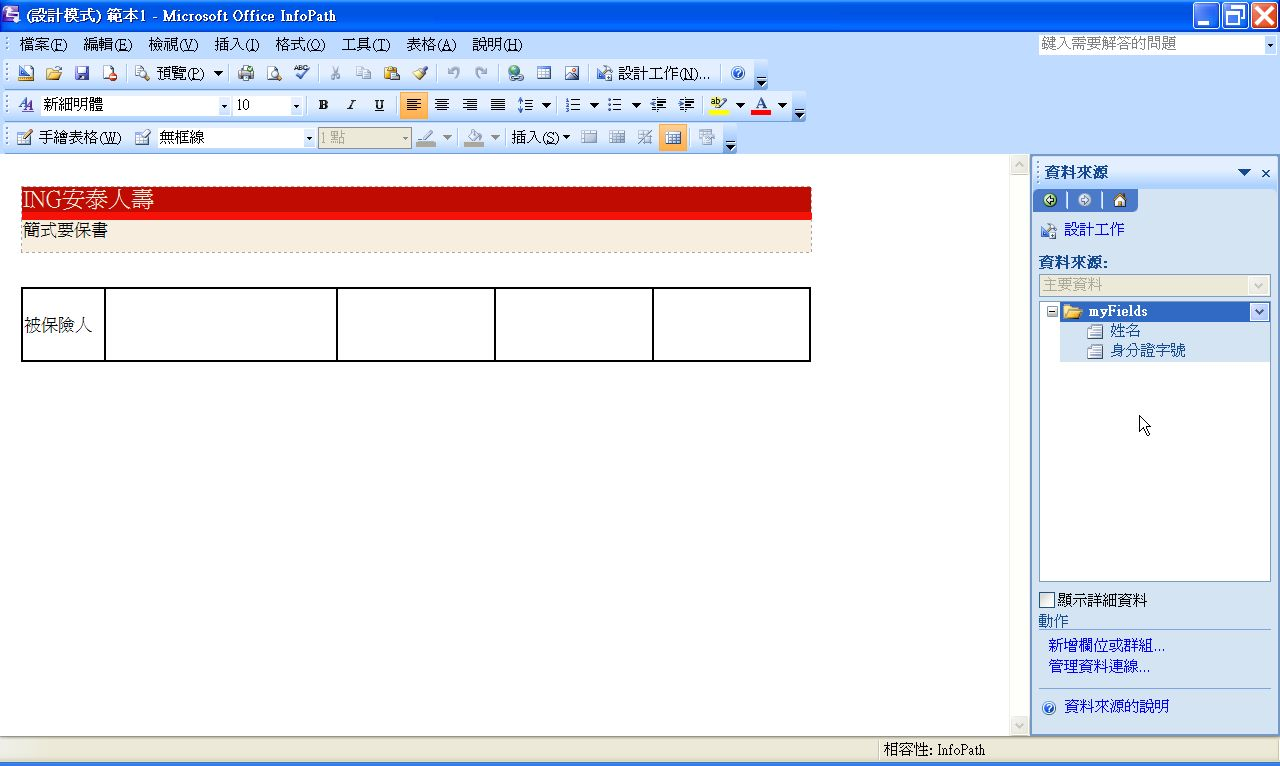 (設計模式) 範本1 - Microsoft Office InfoPath
檔案(F) 編輯(E) 檢視(V) 插入(I) 格式(O) 工具(T) 表格(A) 說明(H) 鍵入需要解答的問題
預覽(P) 設計工作(N)...
新細明體 10 B I U A
手繪表格(W) 無框線 1 點 插入(S)
資料來源
ING安泰人壽
簡式要保書
被保險人
設計工作
資料來源:
主要資料
myFields
姓名
身分證字號
顯示詳細資料
動作
新增欄位或群組...
管理資料連線...
資料來源的說明
相容性: InfoPath